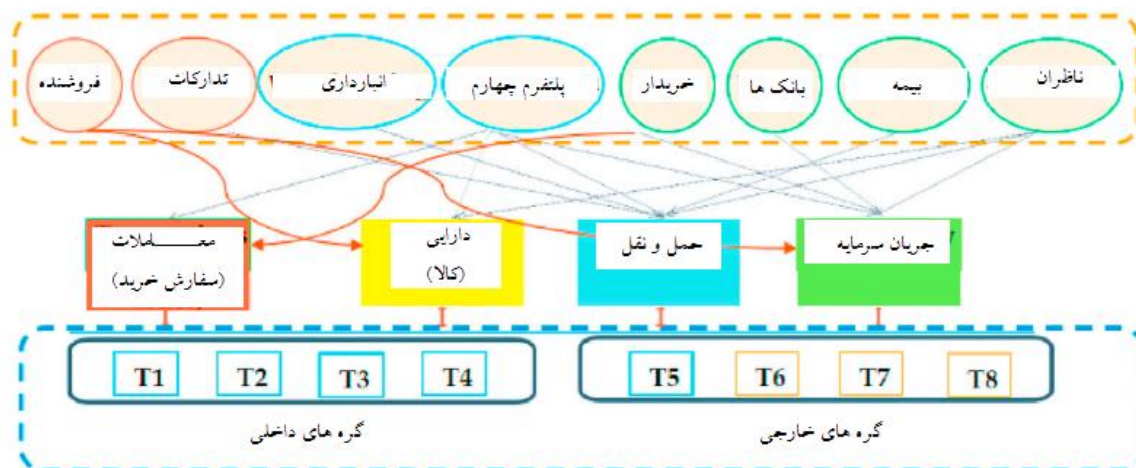 ناظران
بیمه
بانک ها
خریدار
پلتفرم چهارم
انبارداری
تدارکات
فروشنده
جریان سرمایه
حمل و نقل
دارایی
(کالا)
معـــــاملات
(سفارش خرید)
T1 T2 T3 T4 T5 T6 T7 T8
گره های خارجی
گره های داخلی